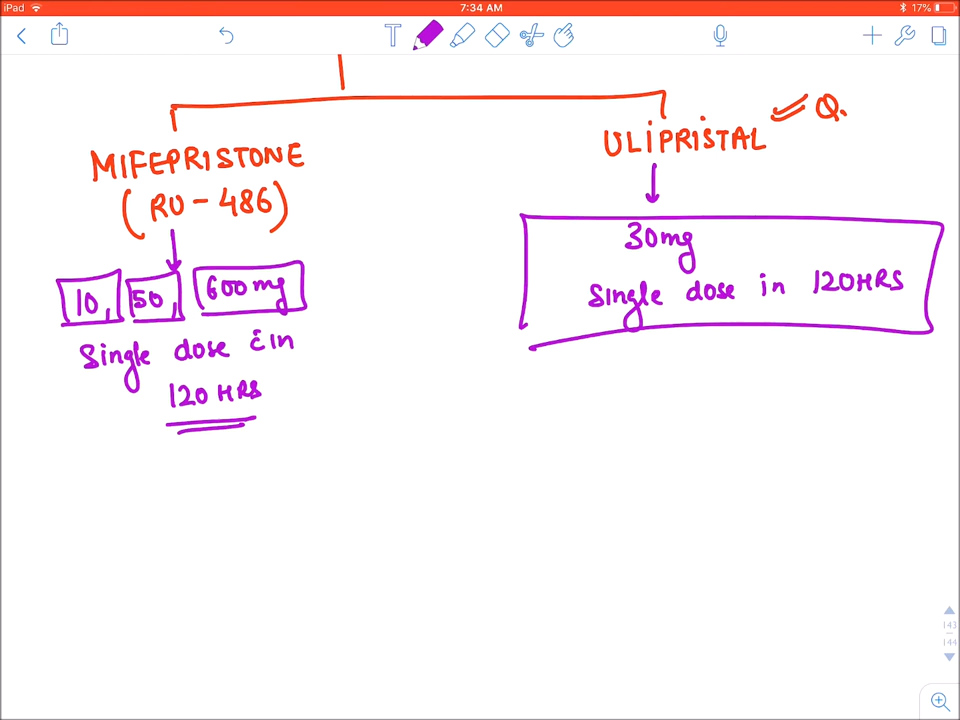 iPad
7:34 AM
17%
T
MIFEPRISTONE
(RU-486)
10, 50, 600mg
Single dose c̄in
120 HRS
ULIPRISTAL Q.
30mg
Single dose in 120HRS
143
144